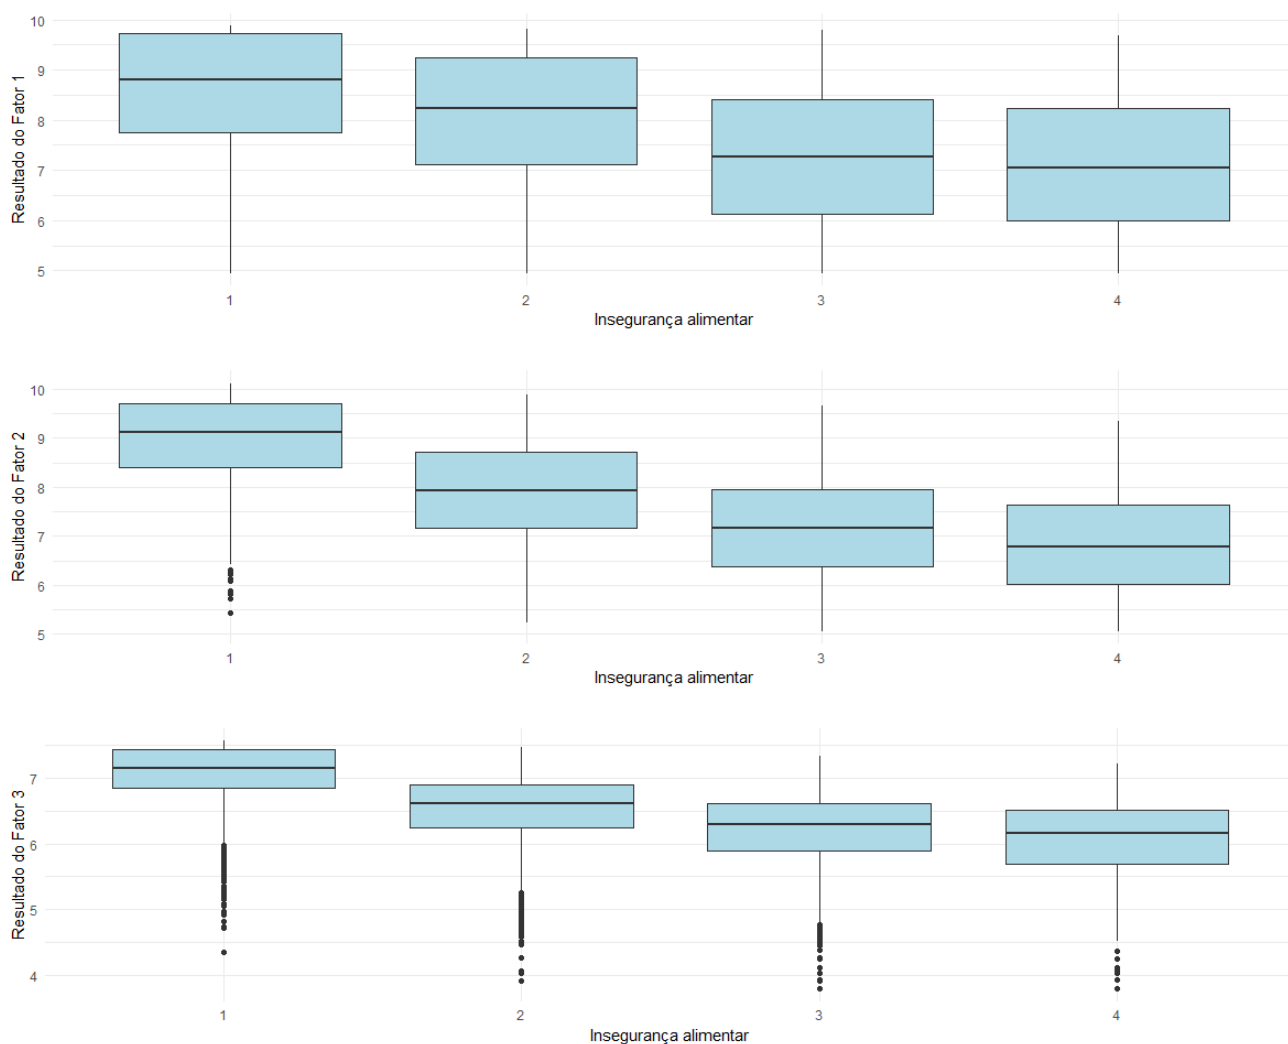 Resultado do Fator 1
10
9
8
7
6
5
1 2 3 4
Insegurança alimentar
Resultado do Fator 2
10
9
8
7
6
5
1 2 3 4
Insegurança alimentar
Resultado do Fator 3
7
6
5
4
1 2 3 4
Insegurança alimentar